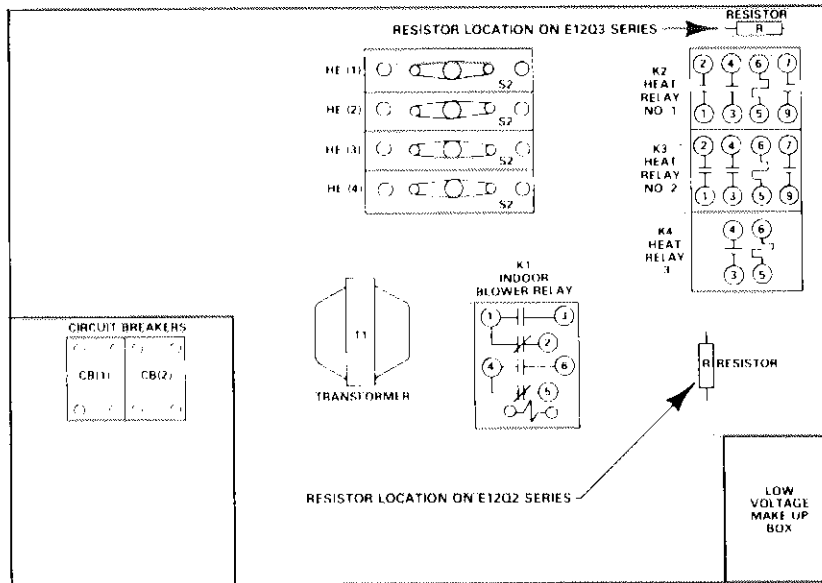 RESISTOR LOCATION ON E12Q3 SERIES
RESISTOR
R
HE (1)
S2
HE (2)
S2
HE (3)
S2
HE (4)
S2
K2
HEAT
RELAY
NO 1
2 4 6 7
1 3 5 9
K3
HEAT
RELAY
NO 2
2 4 6 7
1 3 5 9
K4
HEAT
RELAY
3
4 6
3 5
K1
INDOOR
BLOWER RELAY
1 3
2
4 6
5
CIRCUIT BREAKERS
CB(1) CB(2)
T1
TRANSFORMER
R RESISTOR
RESISTOR LOCATION ON E12Q2 SERIES
LOW
VOLTAGE
MAKE UP
BOX